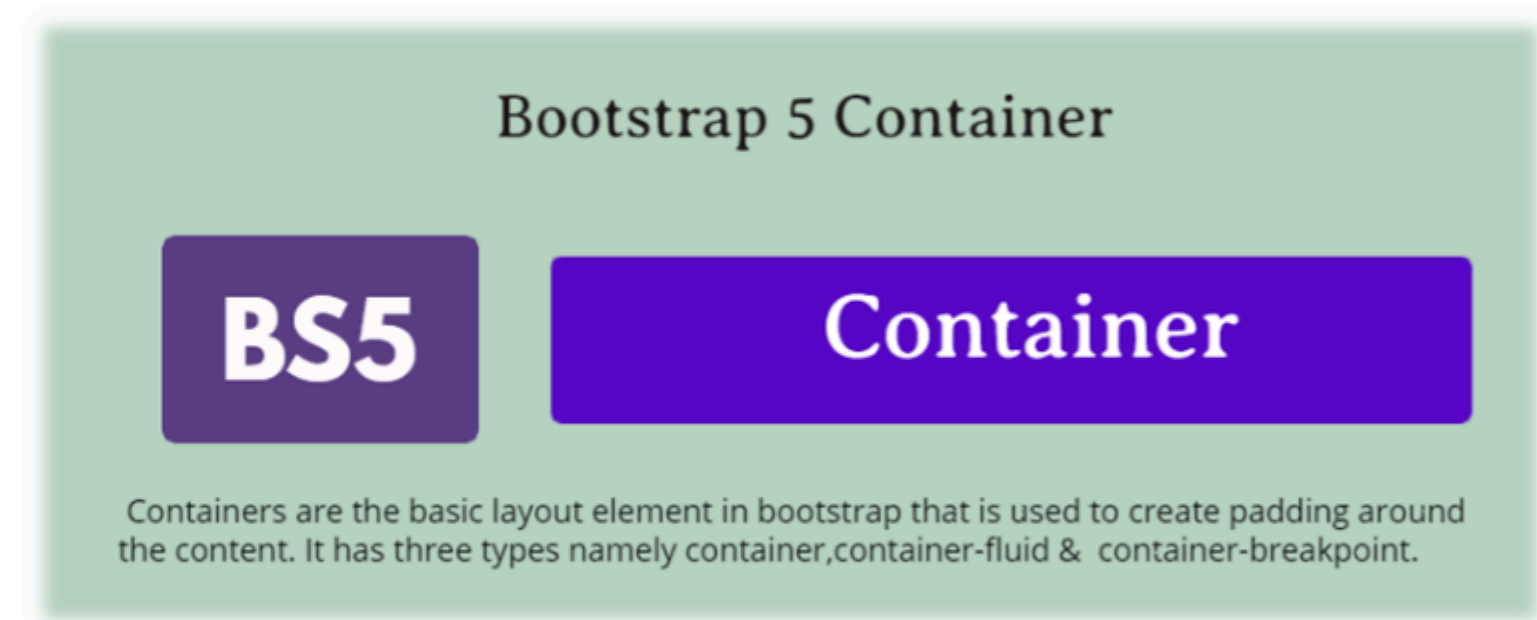 Bootstrap 5 Container
BS5
Container
Containers are the basic layout element in bootstrap that is used to create padding around
the content. It has three types namely container,container-fluid & container-breakpoint.